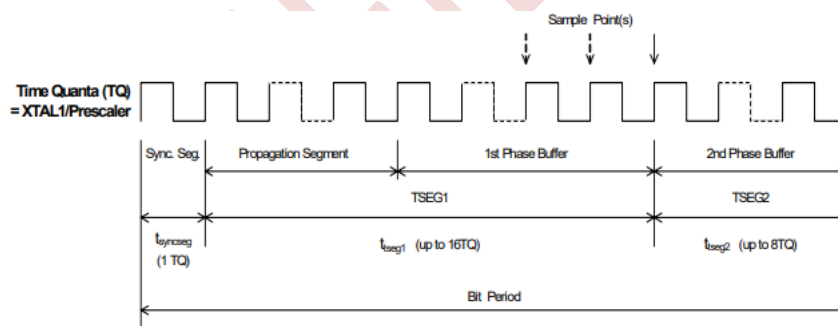 Sample Point(s)
Time Quanta (TQ)
= XTAL1/Prescaler
Sync. Seg. Propagation Segment 1st Phase Buffer 2nd Phase Buffer
TSEG1 TSEG2
tsyncseg
(1 TQ)
ttseg1 (up to 16TQ) ttseg2 (up to 8TQ)
Bit Period